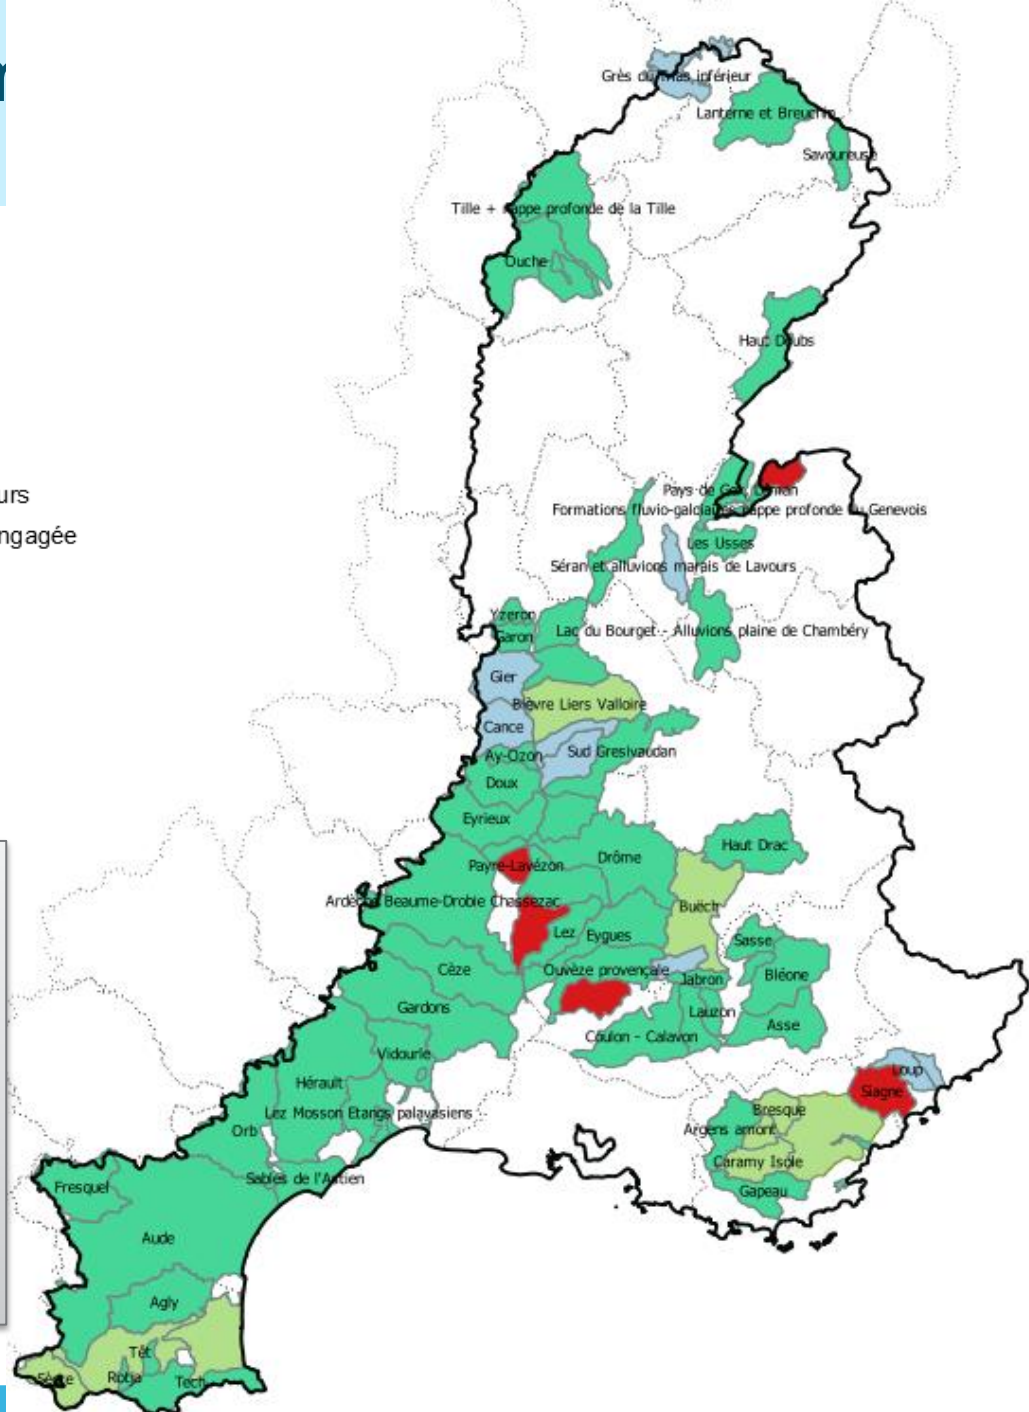 Grès du Trias inférieur
Lanterne et Breuchin
Savoureuse
Tille + nappe profonde de la Tille
Ouche
Haut Doubs
urs
Pays de Gex, Léman
Formations fluvio-galciaires nappe profonde du Genevois
ngagée
Les Usses
Séran et alluvions marais de Lavours
Yzeron
Garon
Lac du Bourget - Alluvions plaine de Chambéry
Gier
Bièvre Liers Valloire
Cance
Ay-Ozon
Sud Gresivaudan
Doux
Eyrieux
Haut Drac
Payre-Lavézon
Drôme
Ardèche Beaume-Drobie Chassezac
Buëch
Lez
Eygues
Sasse
Cèze
Ouvèze provençale
Jabron
Bléone
Gardons
Lauzon
Asse
Coulon - Calavon
Vidourle
Loup
Hérault
Siagne
Lez Mosson Etangs palavasiens
Bresque
Orb
Argens amont
Caramy Issole
Sables de l'Astien
Fresquel
Gapeau
Aude
Agly
Têt
Sègre
Rotja
Tech